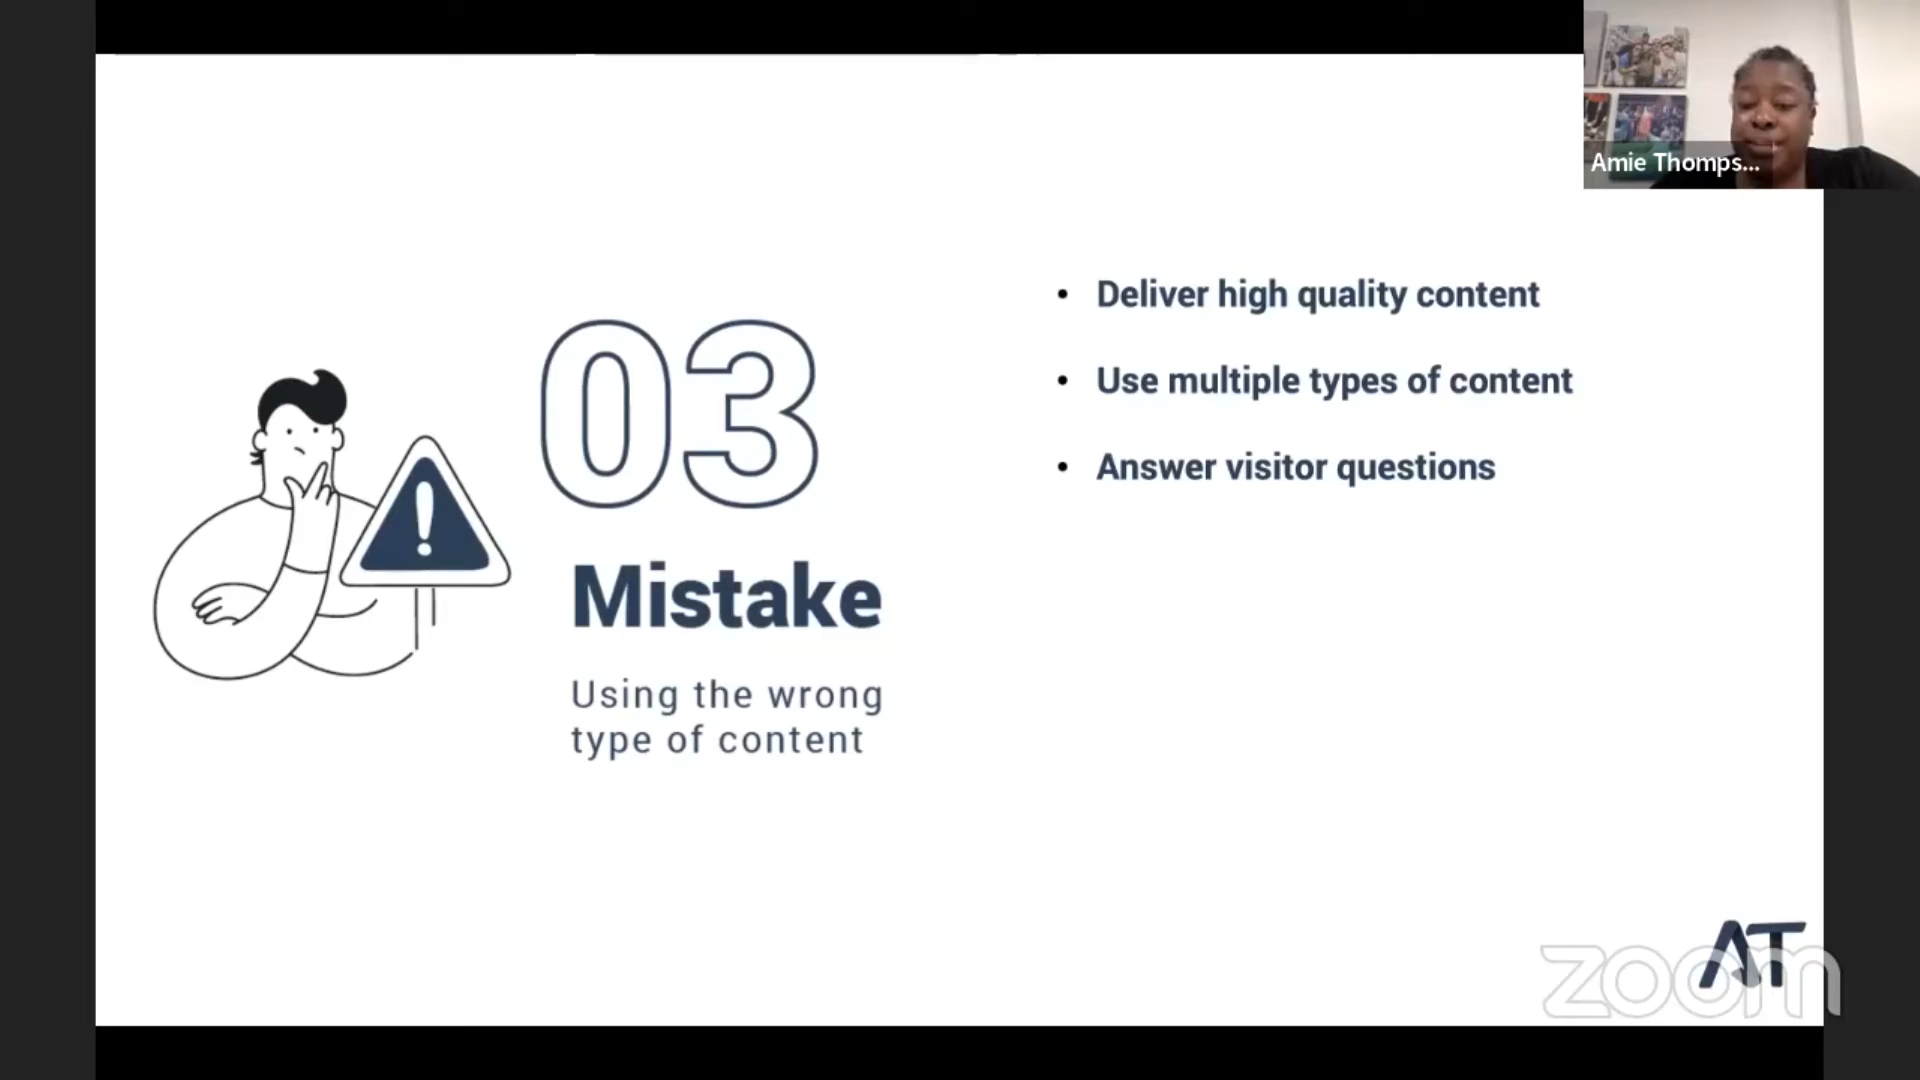 Amie Thomps...
03
Mistake
Using the wrong
type of content
• Deliver high quality content
• Use multiple types of content
• Answer visitor questions
AT
zoom